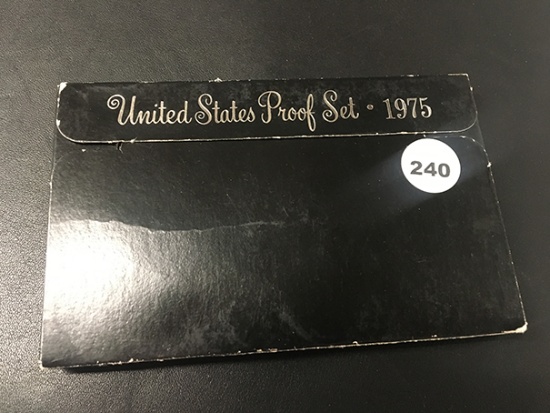 United States Proof Set • 1975
240